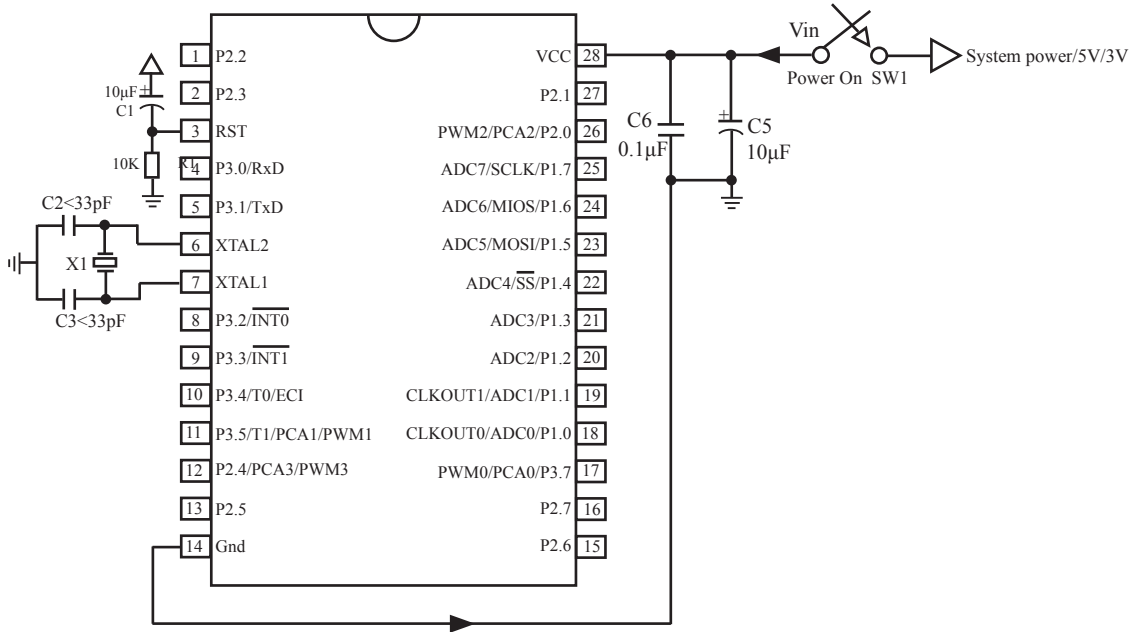 1 P2.2
2 P2.3
3 RST
4 P3.0/RxD
5 P3.1/TxD
6 XTAL2
7 XTAL1
8 P3.2/INT0
9 P3.3/INT1
10 P3.4/T0/ECI
11 P3.5/T1/PCA1/PWM1
12 P2.4/PCA3/PWM3
13 P2.5
14 Gnd
VCC 28
P2.1 27
PWM2/PCA2/P2.0 26
ADC7/SCLK/P1.7 25
ADC6/MIOS/P1.6 24
ADC5/MOSI/P1.5 23
ADC4/SS/P1.4 22
ADC3/P1.3 21
ADC2/P1.2 20
CLKOUT1/ADC1/P1.1 19
CLKOUT0/ADC0/P1.0 18
PWM0/PCA0/P3.7 17
P2.7 16
P2.6 15
10µF +
C1
10K R1
C2<33pF
X1
C3<33pF
Vin
Power On SW1
System power/5V/3V
C6
0.1µF
+ C5
10µF